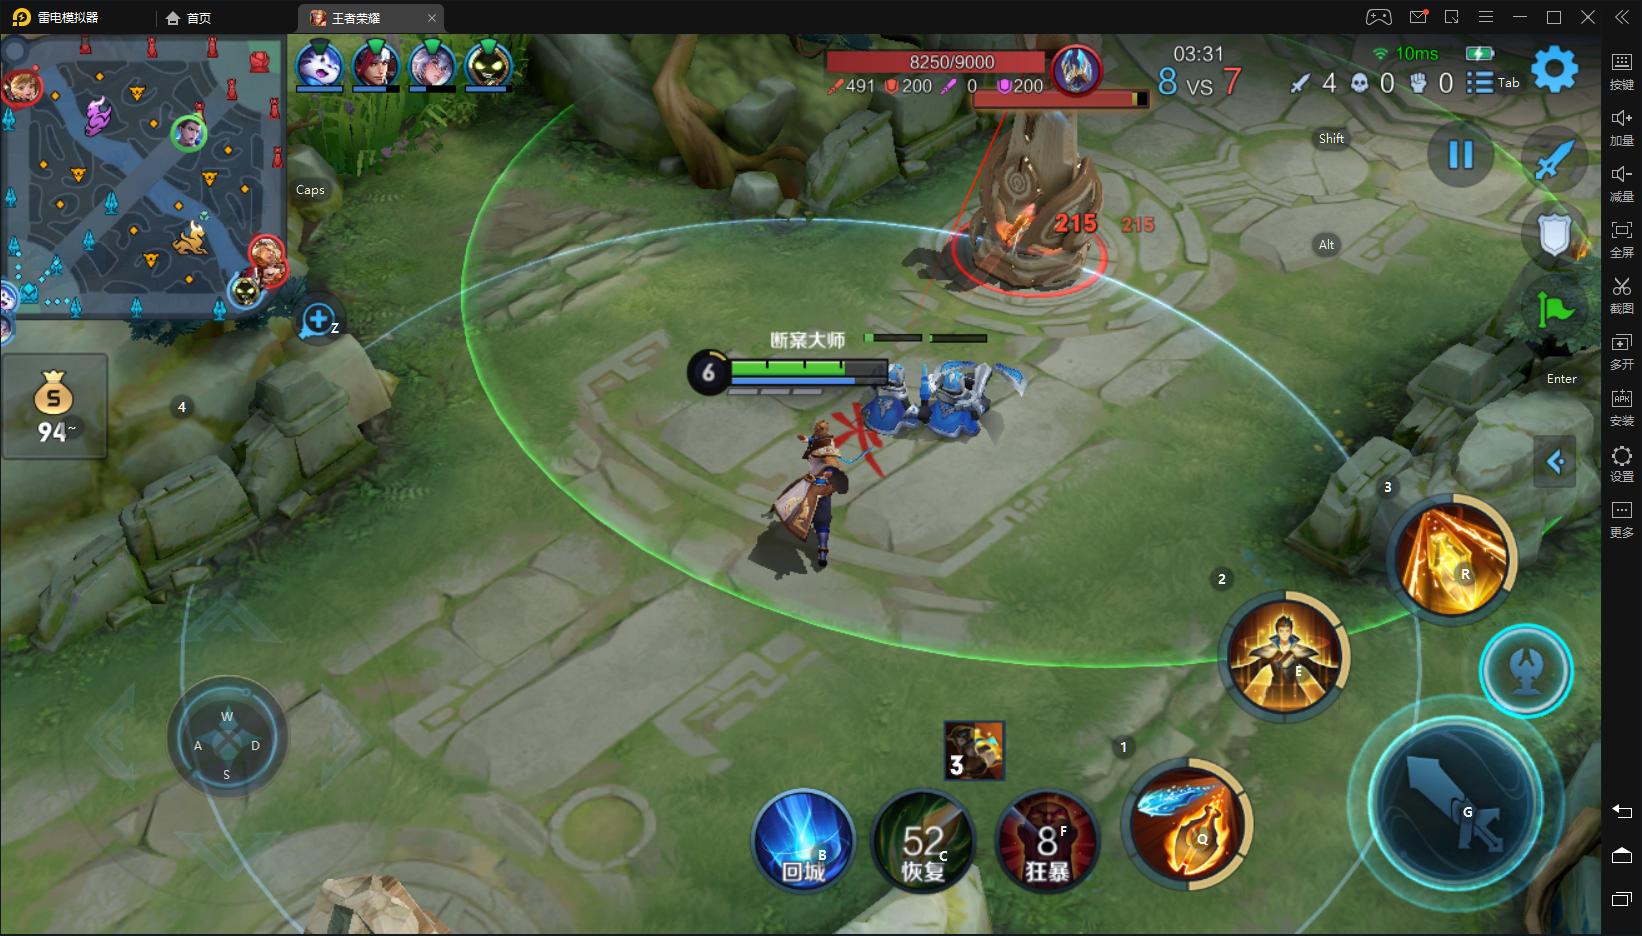 雷电模拟器
首页
王者荣耀
8250/9000
491 200 0 200
03:31
8 VS 7
10ms
4 0 0 Tab
按键
加量
减量
全屏
截图
多开
安装
设置
更多
Shift
Caps
Alt
Z
Enter
215 215
断案大师
6
S
94~
4
米
3
R
2
E
W
A D
S
1
3
回城 B
52 C
恢复
8 F
狂暴
Q
G
APK